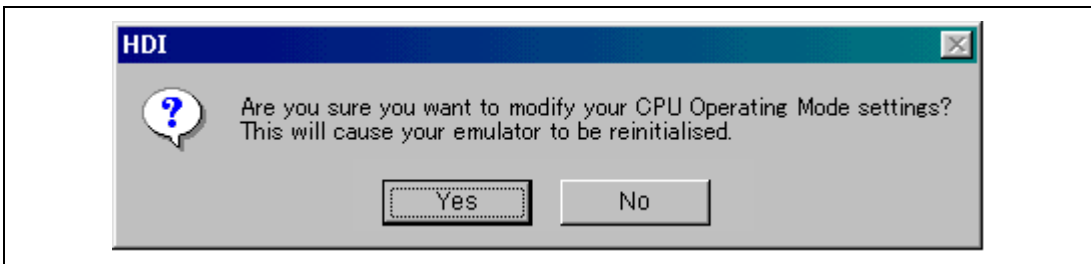 HDI
Are you sure you want to modify your CPU Operating Mode settings?
This will cause your emulator to be reinitialised.
Yes No